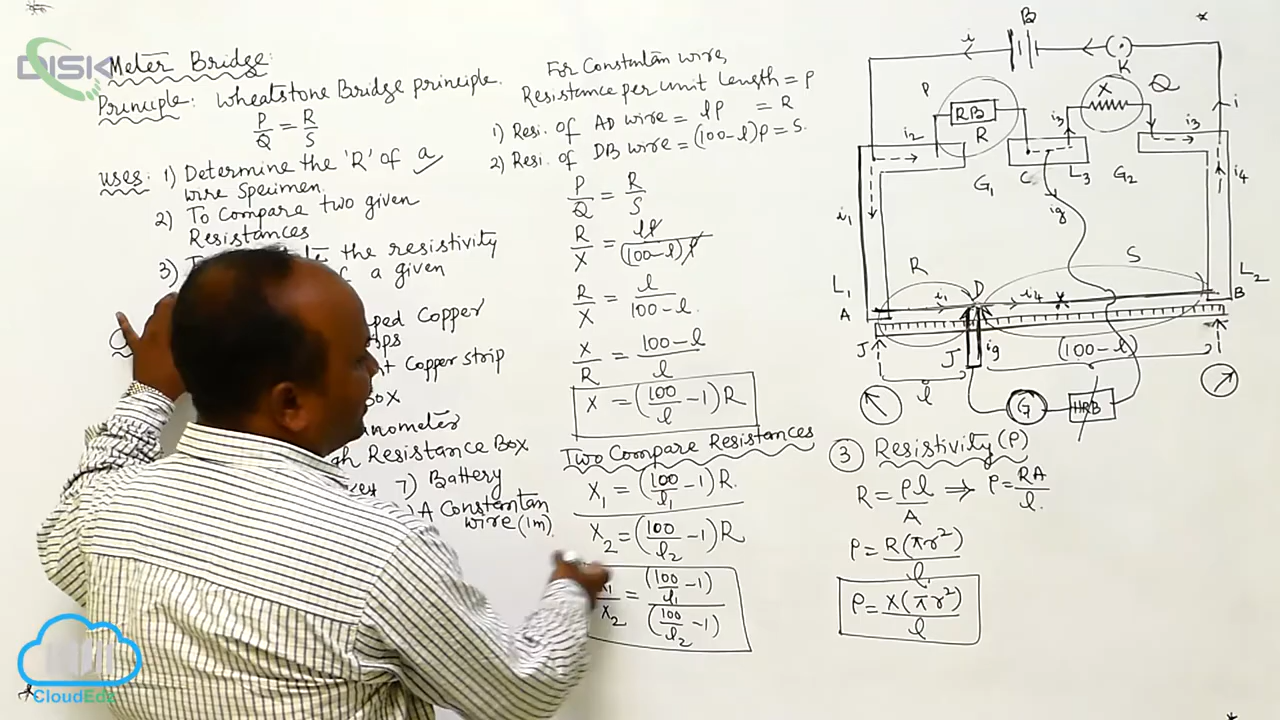 DISK
Meter Bridge:
Principle: Wheatstone Bridge principle.
P/Q = R/S
Uses: 1) Determine the 'R' of a
wire specimen.
2) To Compare two given
Resistances
3)
the resistivity
of a given
Copper
Copper strip
Resistance Box
7) Battery
A Constantan
wire (1m).
For Constantan wire,
Resistance per unit length = ρ
1) Resi. of AD wire = lρ = R
2) Resi. of DB wire = (100-l)ρ = S.
P/Q = R/S
R/X = lρ/(100-l)ρ
R/X = l/100-l.
X/R = 100-l/l
X = (100/l - 1) R
Two Compare Resistances
X₁ = (100/l₁ - 1) R.
X₂ = (100/l₂ - 1) R
X₂ = (100/l₁ - 1)/(100/l₂ - 1)
B
i
K
P
RB
R
X
Q
i
i₂
i₃
i₃
C
L₃
G₁
G₂
i₄
i₁
ig
R
S
L₁
L₂
D
i₁
i₄
A
B
J
J
ig
(100-l)
l
G
HRB
3 Resistivity (ρ)
R = ρl/A ⇒ ρ = RA/l.
ρ = R(πr²)/l
ρ = X(πr²)/l
CloudEdz